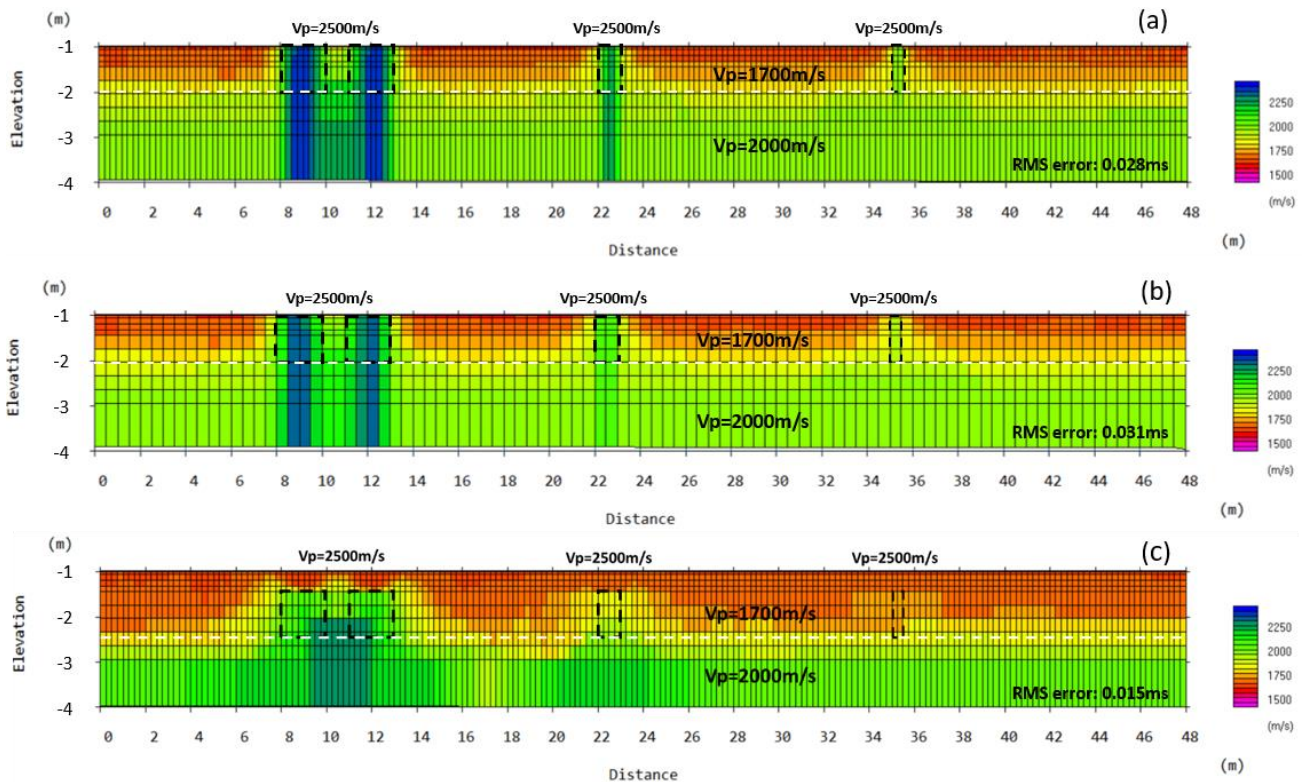 (m)
Vp=2500m/s Vp=2500m/s Vp=2500m/s (a)
-1
-2
-3
-4
Elevation
Vp=1700m/s
Vp=2000m/s
RMS error: 0.028ms
2250
2000
1750
1500
(m/s)
0 2 4 6 8 10 12 14 16 18 20 22 24 26 28 30 32 34 36 38 40 42 44 46 48
(m)
Distance
(m)
Vp=2500m/s Vp=2500m/s Vp=2500m/s (b)
-1
-2
-3
-4
Elevation
Vp=1700m/s
Vp=2000m/s
RMS error: 0.031ms
2250
2000
1750
1500
(m/s)
0 2 4 6 8 10 12 14 16 18 20 22 24 26 28 30 32 34 36 38 40 42 44 46 48
(m)
Distance
(m)
Vp=2500m/s Vp=2500m/s Vp=2500m/s (c)
-1
-2
-3
-4
Elevation
Vp=1700m/s
Vp=2000m/s
RMS error: 0.015ms
2250
2000
1750
1500
(m/s)
0 2 4 6 8 10 12 14 16 18 20 22 24 26 28 30 32 34 36 38 40 42 44 46 48
(m)
Distance